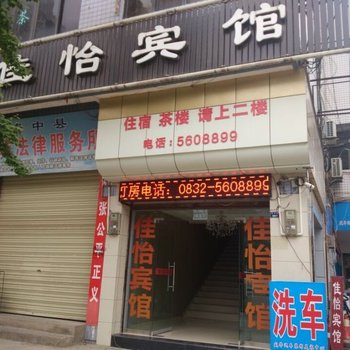 茶
佳怡宾馆
中县
法律服务所
住宿 茶楼 请上二楼
电话：5608899
订房电话：0832-5608899
张公平正义
佳怡宾馆
佳怡宾馆
洗车
佳怡宾馆